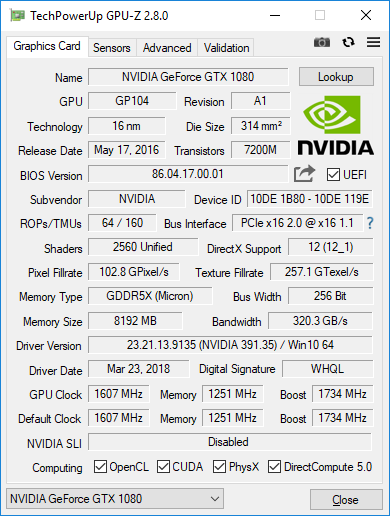 TechPowerUp GPU-Z 2.8.0
Graphics Card Sensors Advanced Validation
Name NVIDIA GeForce GTX 1080 Lookup
GPU GP104 Revision A1
Technology 16 nm Die Size 314 mm²
Release Date May 17, 2016 Transistors 7200M
NVIDIA
BIOS Version 86.04.17.00.01 UEFI
Subvendor NVIDIA Device ID 10DE 1B80 - 10DE 119E
ROPs/TMUs 64 / 160 Bus Interface PCIe x16 2.0 @ x16 1.1 ?
Shaders 2560 Unified DirectX Support 12 (12_1)
Pixel Fillrate 102.8 GPixel/s Texture Fillrate 257.1 GTexel/s
Memory Type GDDR5X (Micron) Bus Width 256 Bit
Memory Size 8192 MB Bandwidth 320.3 GB/s
Driver Version 23.21.13.9135 (NVIDIA 391.35) / Win10 64
Driver Date Mar 23, 2018 Digital Signature WHQL
GPU Clock 1607 MHz Memory 1251 MHz Boost 1734 MHz
Default Clock 1607 MHz Memory 1251 MHz Boost 1734 MHz
NVIDIA SLI Disabled
Computing OpenCL CUDA PhysX DirectCompute 5.0
NVIDIA GeForce GTX 1080 Close